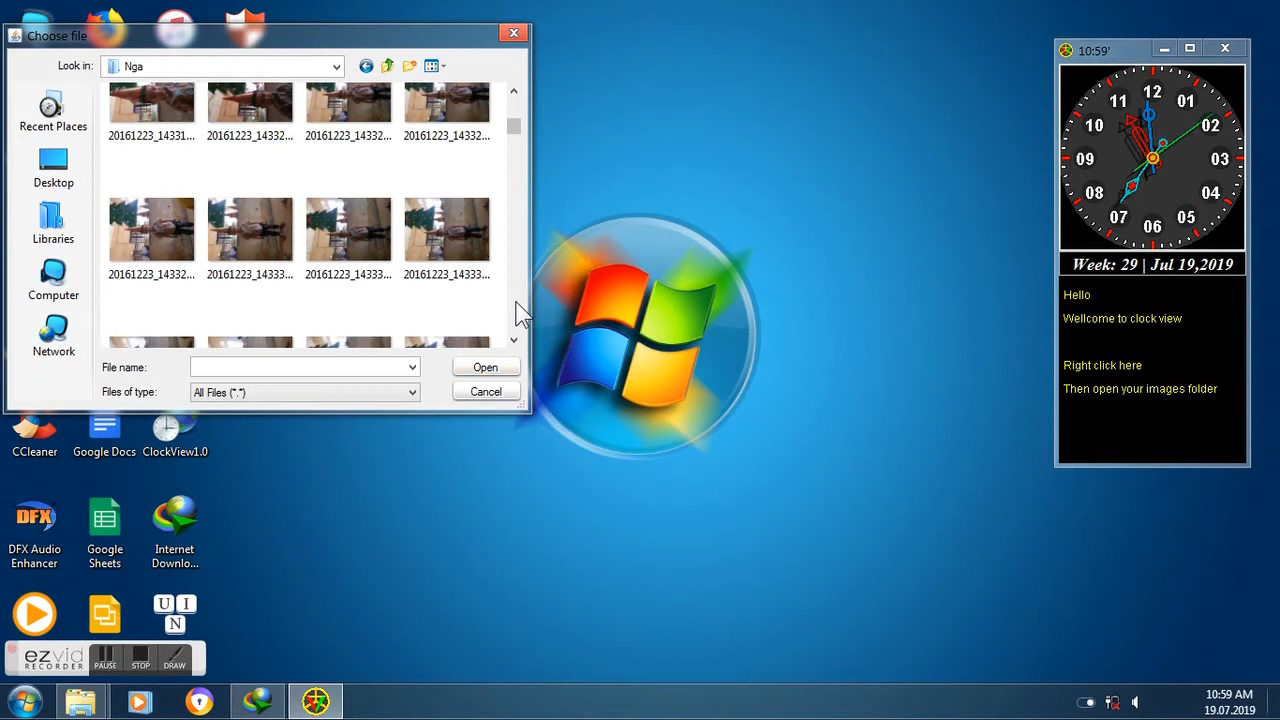 Choose file
Look in:
Nga
Recent Places
Desktop
Libraries
Computer
Network
20161223_14331...
20161223_14332...
20161223_14332...
20161223_14332...
20161223_14332...
20161223_14333...
20161223_14333...
20161223_14333...
File name:
Open
Files of type:
All Files (*.*)
Cancel
CCleaner
Google Docs
ClockView1.0
DFX
DFX Audio
Enhancer
Google
Sheets
Internet
Downlo...
U I
N
ezvid
RECORDER
PAUSE
STOP
DRAW
10:59'
12
01
02
03
04
05
06
07
08
09
10
11
Week: 29 | Jul 19,2019
Hello
Wellcome to clock view
Right click here
Then open your images folder
10:59 AM
19.07.2019